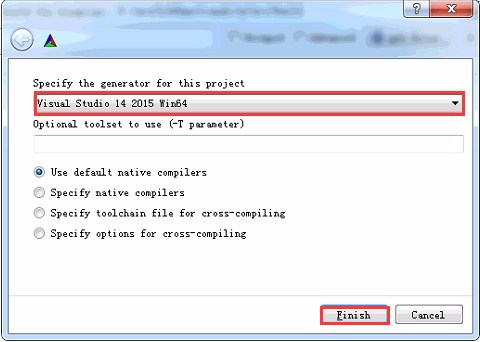 Specify the generator for this project
Visual Studio 14 2015 Win64
Optional toolset to use (-T parameter)
Use default native compilers
Specify native compilers
Specify toolchain file for cross-compiling
Specify options for cross-compiling
Finish Cancel